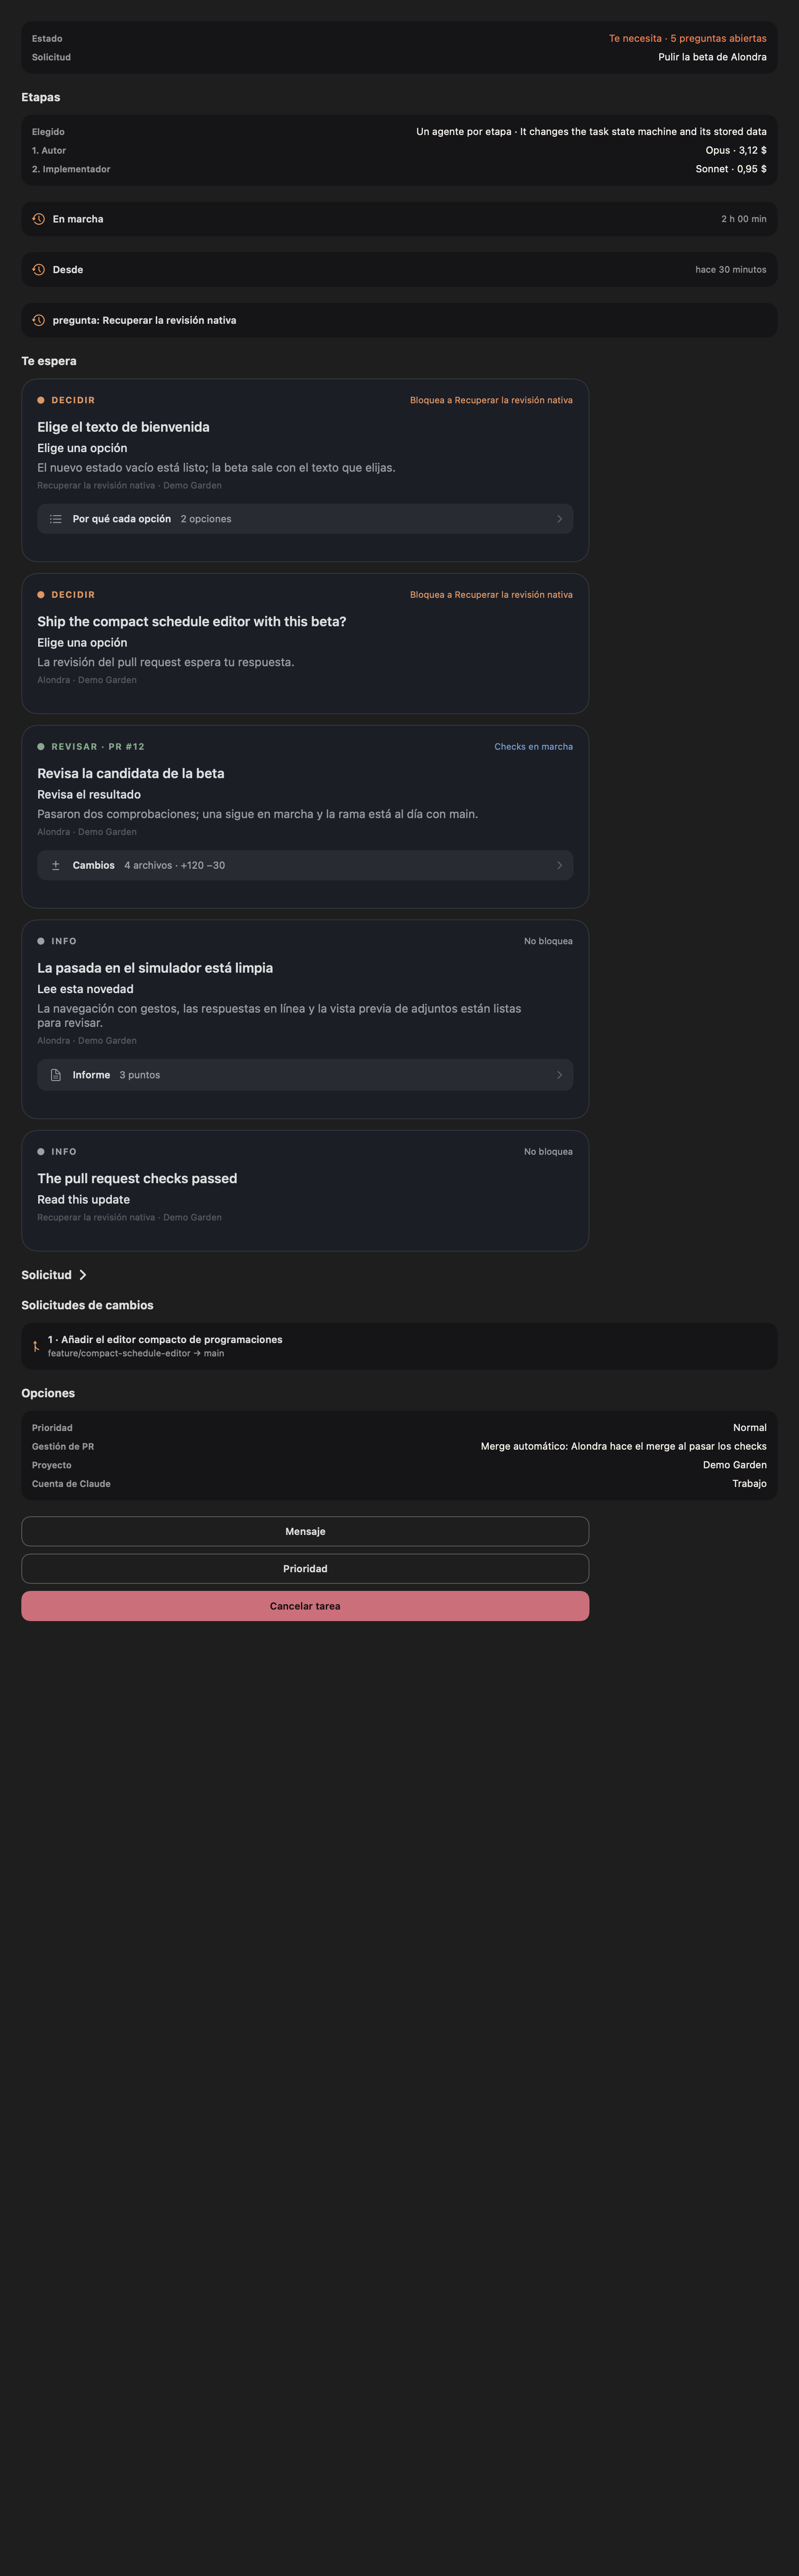 Estado Te necesita · 5 preguntas abiertas
Solicitud Pulir la beta de Alondra
Etapas
Elegido Un agente por etapa · It changes the task state machine and its stored data
1. Autor Opus · 3,12 $
2. Implementador Sonnet · 0,95 $
En marcha 2 h 00 min
Desde hace 30 minutos
pregunta: Recuperar la revisión nativa
Te espera
DECIDIR Bloquea a Recuperar la revisión nativa
Elige el texto de bienvenida
Elige una opción
El nuevo estado vacío está listo; la beta sale con el texto que elijas.
Recuperar la revisión nativa · Demo Garden
Por qué cada opción 2 opciones
DECIDIR Bloquea a Recuperar la revisión nativa
Ship the compact schedule editor with this beta?
Elige una opción
La revisión del pull request espera tu respuesta.
Alondra · Demo Garden
REVISAR · PR #12 Checks en marcha
Revisa la candidata de la beta
Revisa el resultado
Pasaron dos comprobaciones; una sigue en marcha y la rama está al día con main.
Alondra · Demo Garden
Cambios 4 archivos · +120 −30
INFO No bloquea
La pasada en el simulador está limpia
Lee esta novedad
La navegación con gestos, las respuestas en línea y la vista previa de adjuntos están listas
para revisar.
Alondra · Demo Garden
Informe 3 puntos
INFO No bloquea
The pull request checks passed
Read this update
Recuperar la revisión nativa · Demo Garden
Solicitud
Solicitudes de cambios
1 · Añadir el editor compacto de programaciones
feature/compact-schedule-editor → main
Opciones
Prioridad Normal
Gestión de PR Merge automático: Alondra hace el merge al pasar los checks
Proyecto Demo Garden
Cuenta de Claude Trabajo
Mensaje
Prioridad
Cancelar tarea